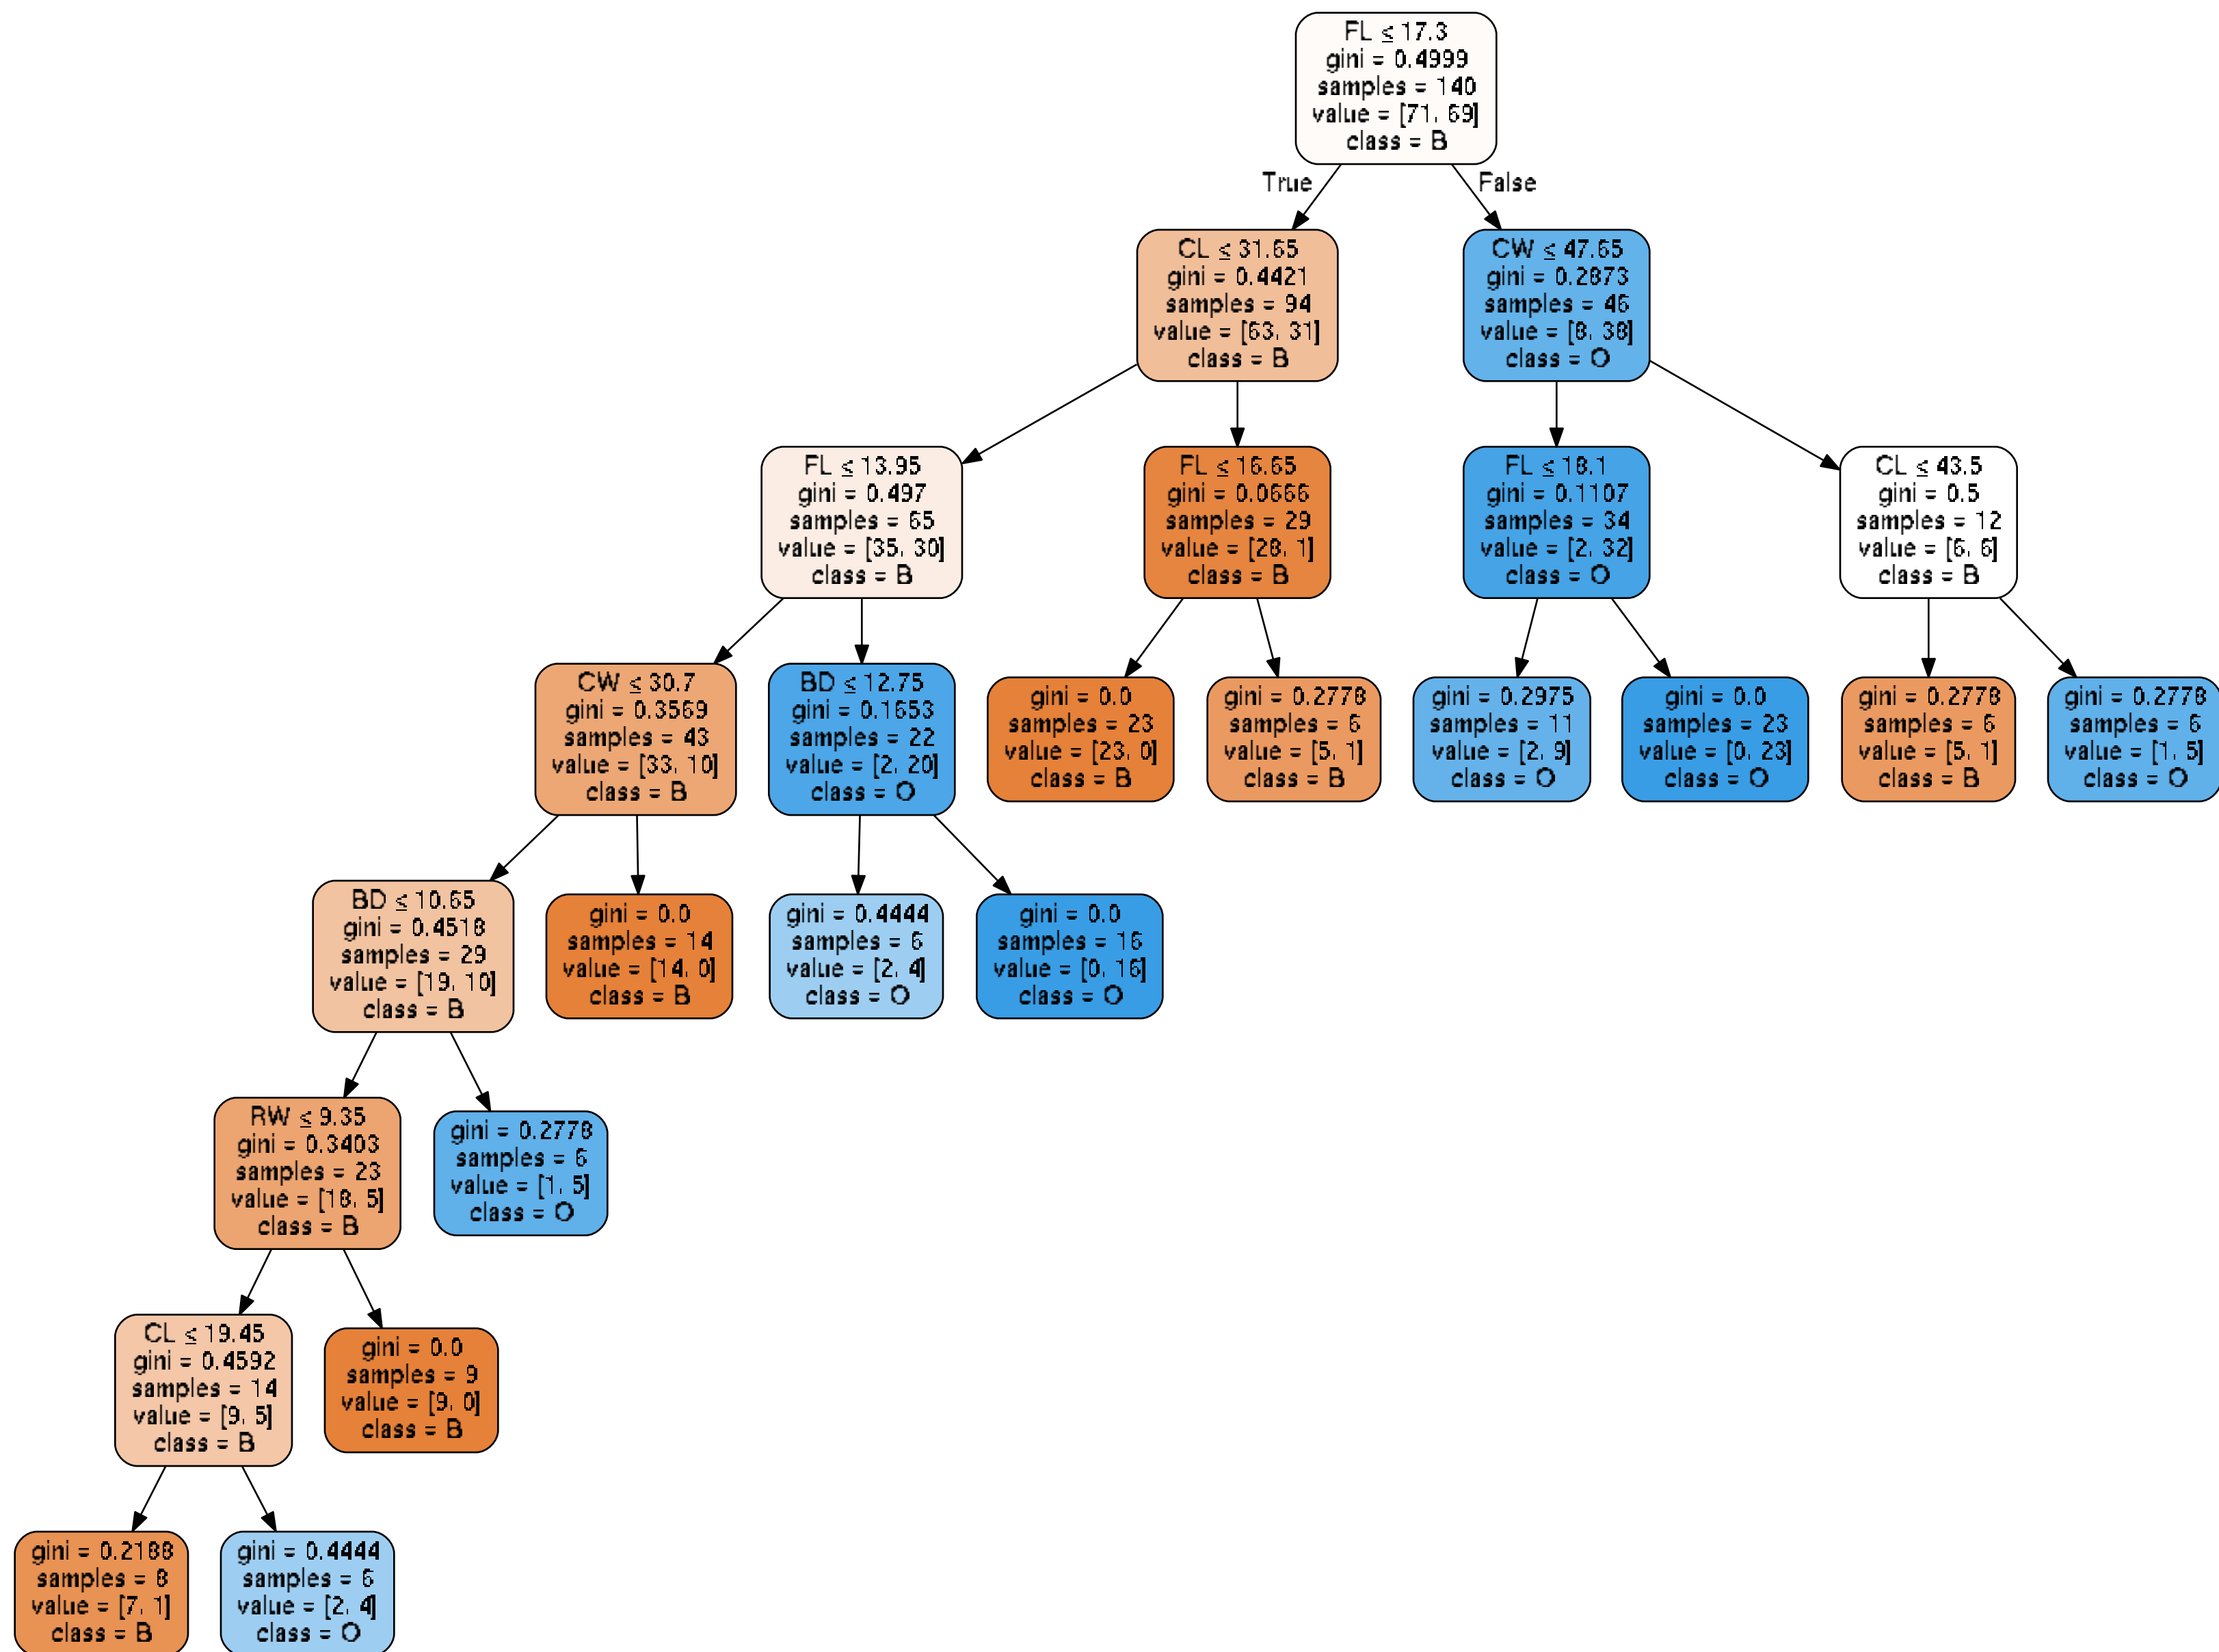 FL ≤ 17.3
gini = 0.4999
samples = 140
value = [71, 69]
class = B
True
False
CL ≤ 31.65
gini = 0.4421
samples = 94
value = [63, 31]
class = B
CW ≤ 47.65
gini = 0.2873
samples = 46
value = [8, 38]
class = O
FL ≤ 13.95
gini = 0.497
samples = 65
value = [35, 30]
class = B
FL ≤ 16.65
gini = 0.0666
samples = 29
value = [28, 1]
class = B
FL ≤ 18.1
gini = 0.1107
samples = 34
value = [2, 32]
class = O
CL ≤ 43.5
gini = 0.5
samples = 12
value = [6, 6]
class = B
CW ≤ 30.7
gini = 0.3569
samples = 43
value = [33, 10]
class = B
BD ≤ 12.75
gini = 0.1653
samples = 22
value = [2, 20]
class = O
gini = 0.0
samples = 23
value = [23, 0]
class = B
gini = 0.2778
samples = 6
value = [5, 1]
class = B
gini = 0.2975
samples = 11
value = [2, 9]
class = O
gini = 0.0
samples = 23
value = [0, 23]
class = O
gini = 0.2778
samples = 6
value = [5, 1]
class = B
gini = 0.2778
samples = 6
value = [1, 5]
class = O
BD ≤ 10.65
gini = 0.4518
samples = 29
value = [19, 10]
class = B
gini = 0.0
samples = 14
value = [14, 0]
class = B
gini = 0.4444
samples = 6
value = [2, 4]
class = O
gini = 0.0
samples = 16
value = [0, 16]
class = O
RW ≤ 9.35
gini = 0.3403
samples = 23
value = [18, 5]
class = B
gini = 0.2778
samples = 6
value = [1, 5]
class = O
CL ≤ 19.45
gini = 0.4592
samples = 14
value = [9, 5]
class = B
gini = 0.0
samples = 9
value = [9, 0]
class = B
gini = 0.2188
samples = 8
value = [7, 1]
class = B
gini = 0.4444
samples = 6
value = [2, 4]
class = O